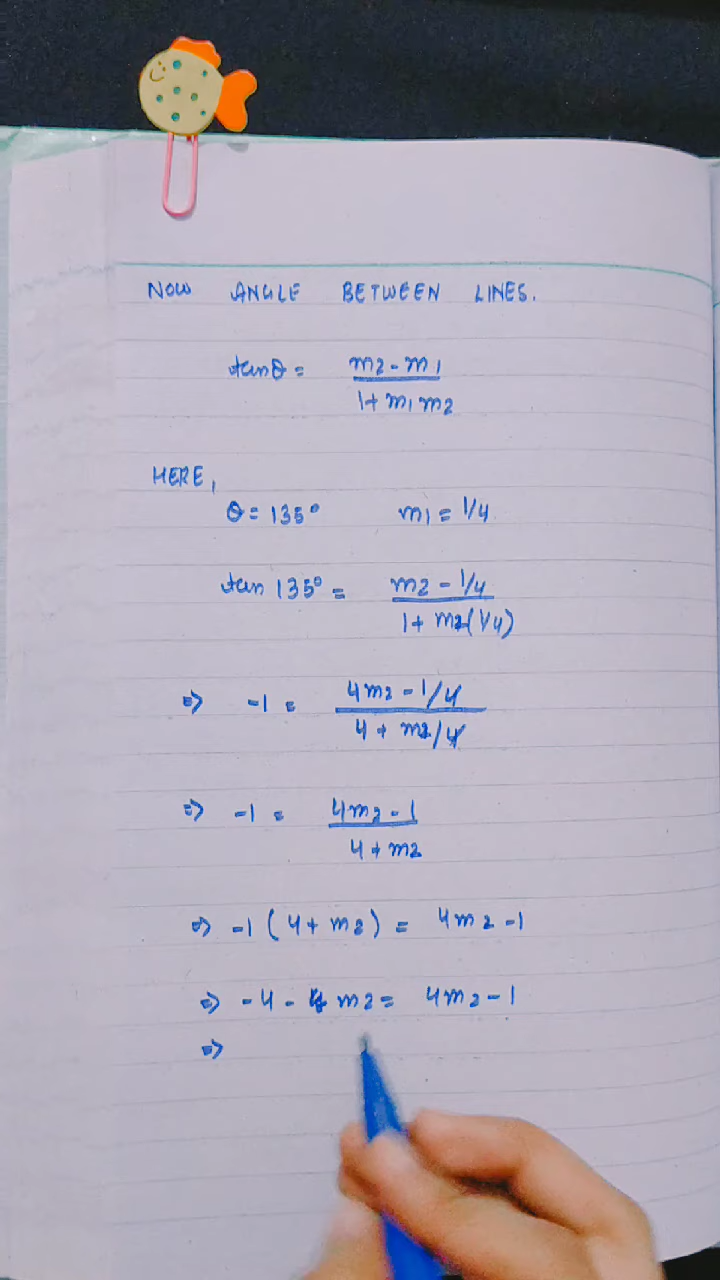 NOW ANGLE BETWEEN LINES.
tanθ = m2 - m1 / 1 + m1 m2
HERE,
θ = 135° m1 = 1/4
tan 135° = m2 - 1/4 / 1 + m2(1/4)
⇒ -1 = 4m2 - 1/4 / 4 + m2/4
⇒ -1 = 4m2 - 1 / 4 + m2
⇒ -1 (4 + m2) = 4m2 - 1
⇒ -4 - m2 = 4m2 - 1
⇒